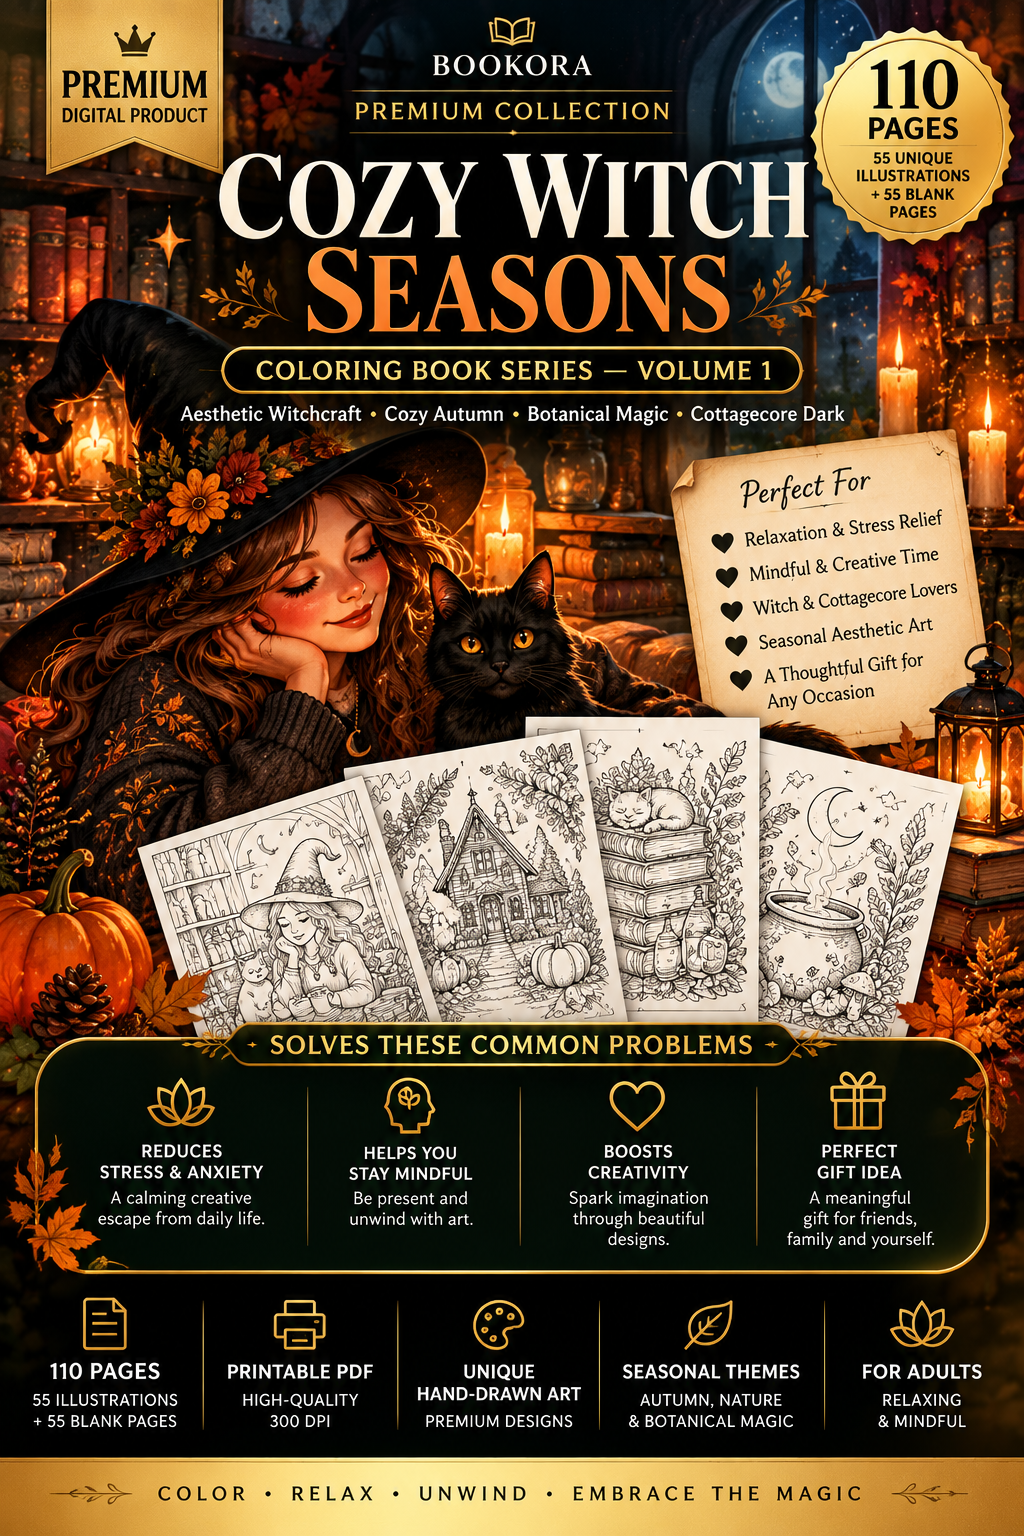 PREMIUM
DIGITAL PRODUCT
BOOKORA
PREMIUM COLLECTION
110
PAGES
55 UNIQUE
ILLUSTRATIONS
+ 55 BLANK
PAGES
COZY WITCH
SEASONS
COLORING BOOK SERIES — VOLUME 1
Aesthetic Witchcraft • Cozy Autumn • Botanical Magic • Cottagecore Dark
Perfect For
Relaxation & Stress Relief
Mindful & Creative Time
Witch & Cottagecore Lovers
Seasonal Aesthetic Art
A Thoughtful Gift for
Any Occasion
SOLVES THESE COMMON PROBLEMS
REDUCES
STRESS & ANXIETY
A calming creative
escape from daily life.
HELPS YOU
STAY MINDFUL
Be present and
unwind with art.
BOOSTS
CREATIVITY
Spark imagination
through beautiful
designs.
PERFECT
GIFT IDEA
A meaningful
gift for friends,
family and yourself.
110 PAGES
55 ILLUSTRATIONS
+ 55 BLANK PAGES
PRINTABLE PDF
HIGH-QUALITY
300 DPI
UNIQUE
HAND-DRAWN ART
PREMIUM DESIGNS
SEASONAL THEMES
AUTUMN, NATURE
& BOTANICAL MAGIC
FOR ADULTS
RELAXING
& MINDFUL
COLOR • RELAX • UNWIND • EMBRACE THE MAGIC